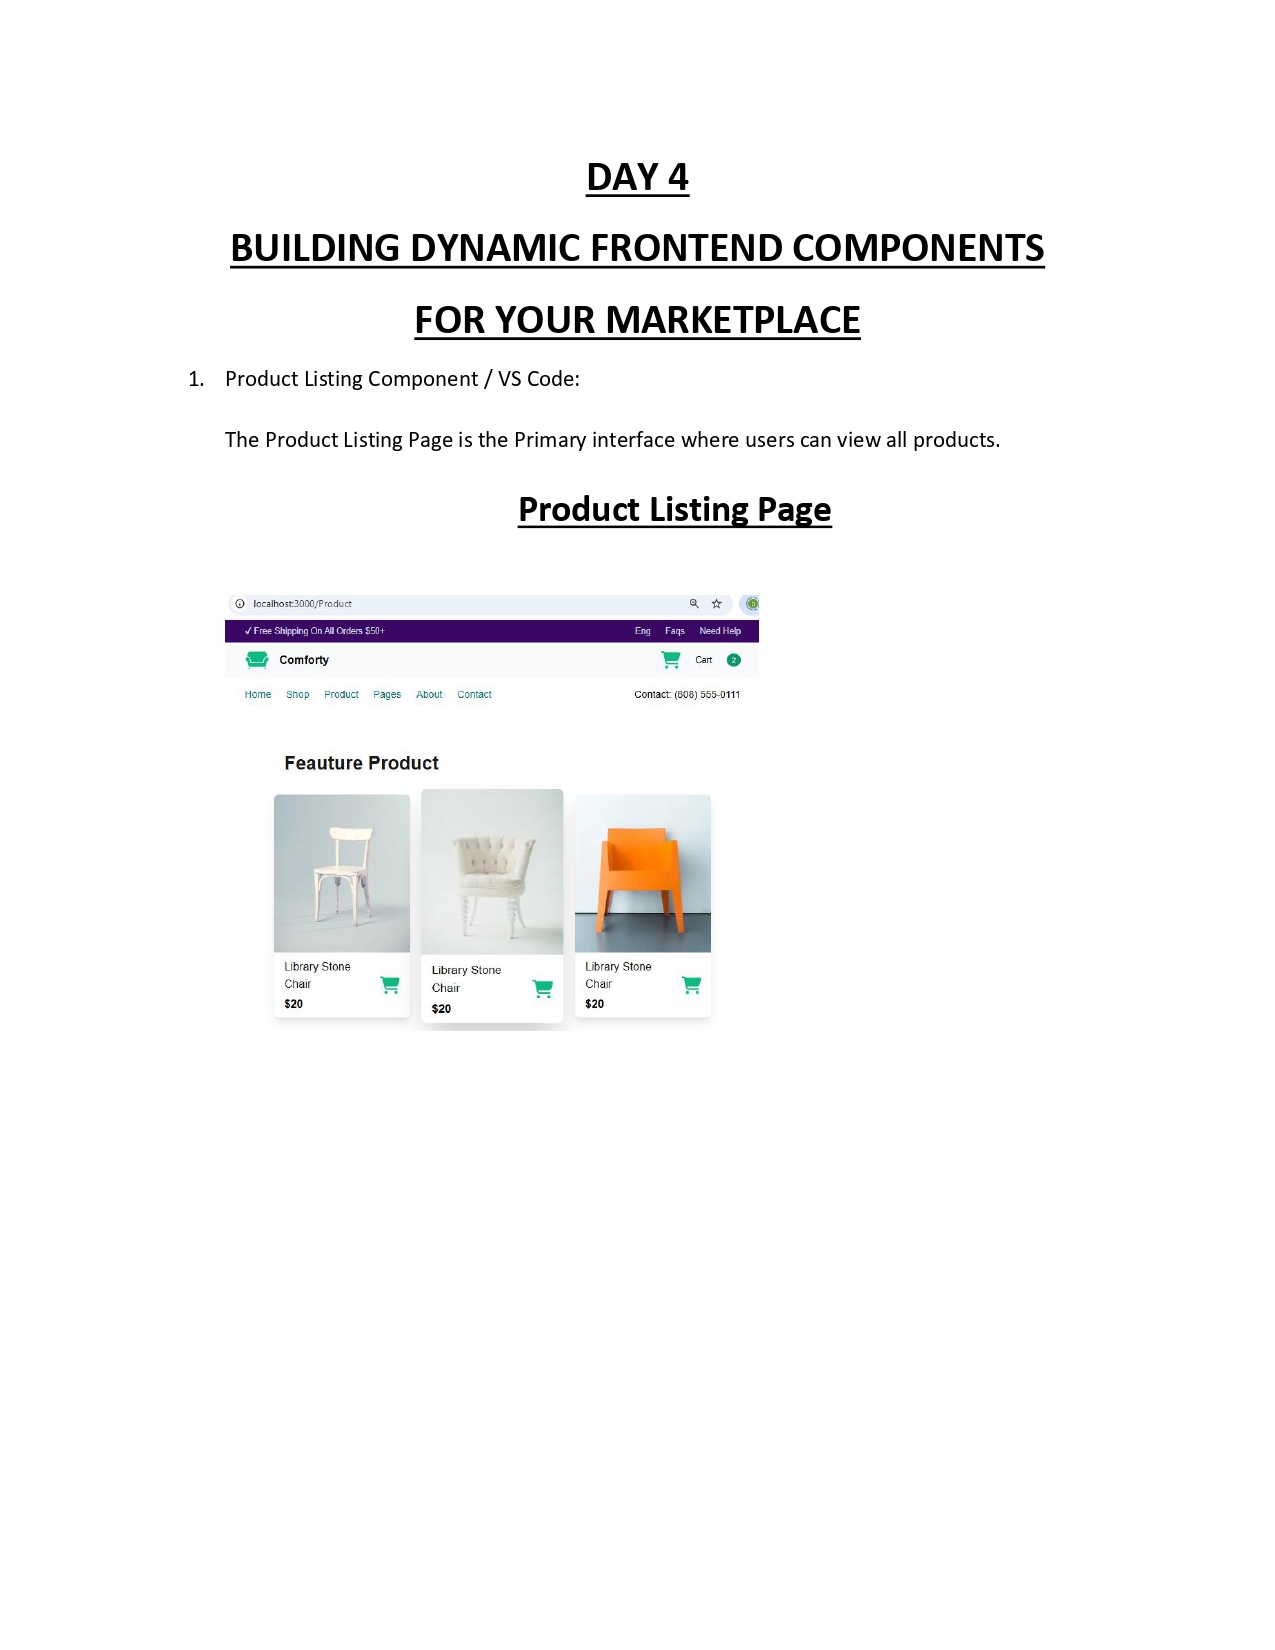 DAY 4
BUILDING DYNAMIC FRONTEND COMPONENTS
FOR YOUR MARKETPLACE
1. Product Listing Component / VS Code:
The Product Listing Page is the Primary interface where users can view all products.
Product Listing Page
localhost:3000/Product
✓ Free Shipping On All Orders $50+ Eng Faqs Need Help
Comforty Cart 2
Home Shop Product Pages About Contact Contact: (808) 555-0111
Feauture Product
Library Stone
Chair
$20
Library Stone
Chair
$20
Library Stone
Chair
$20